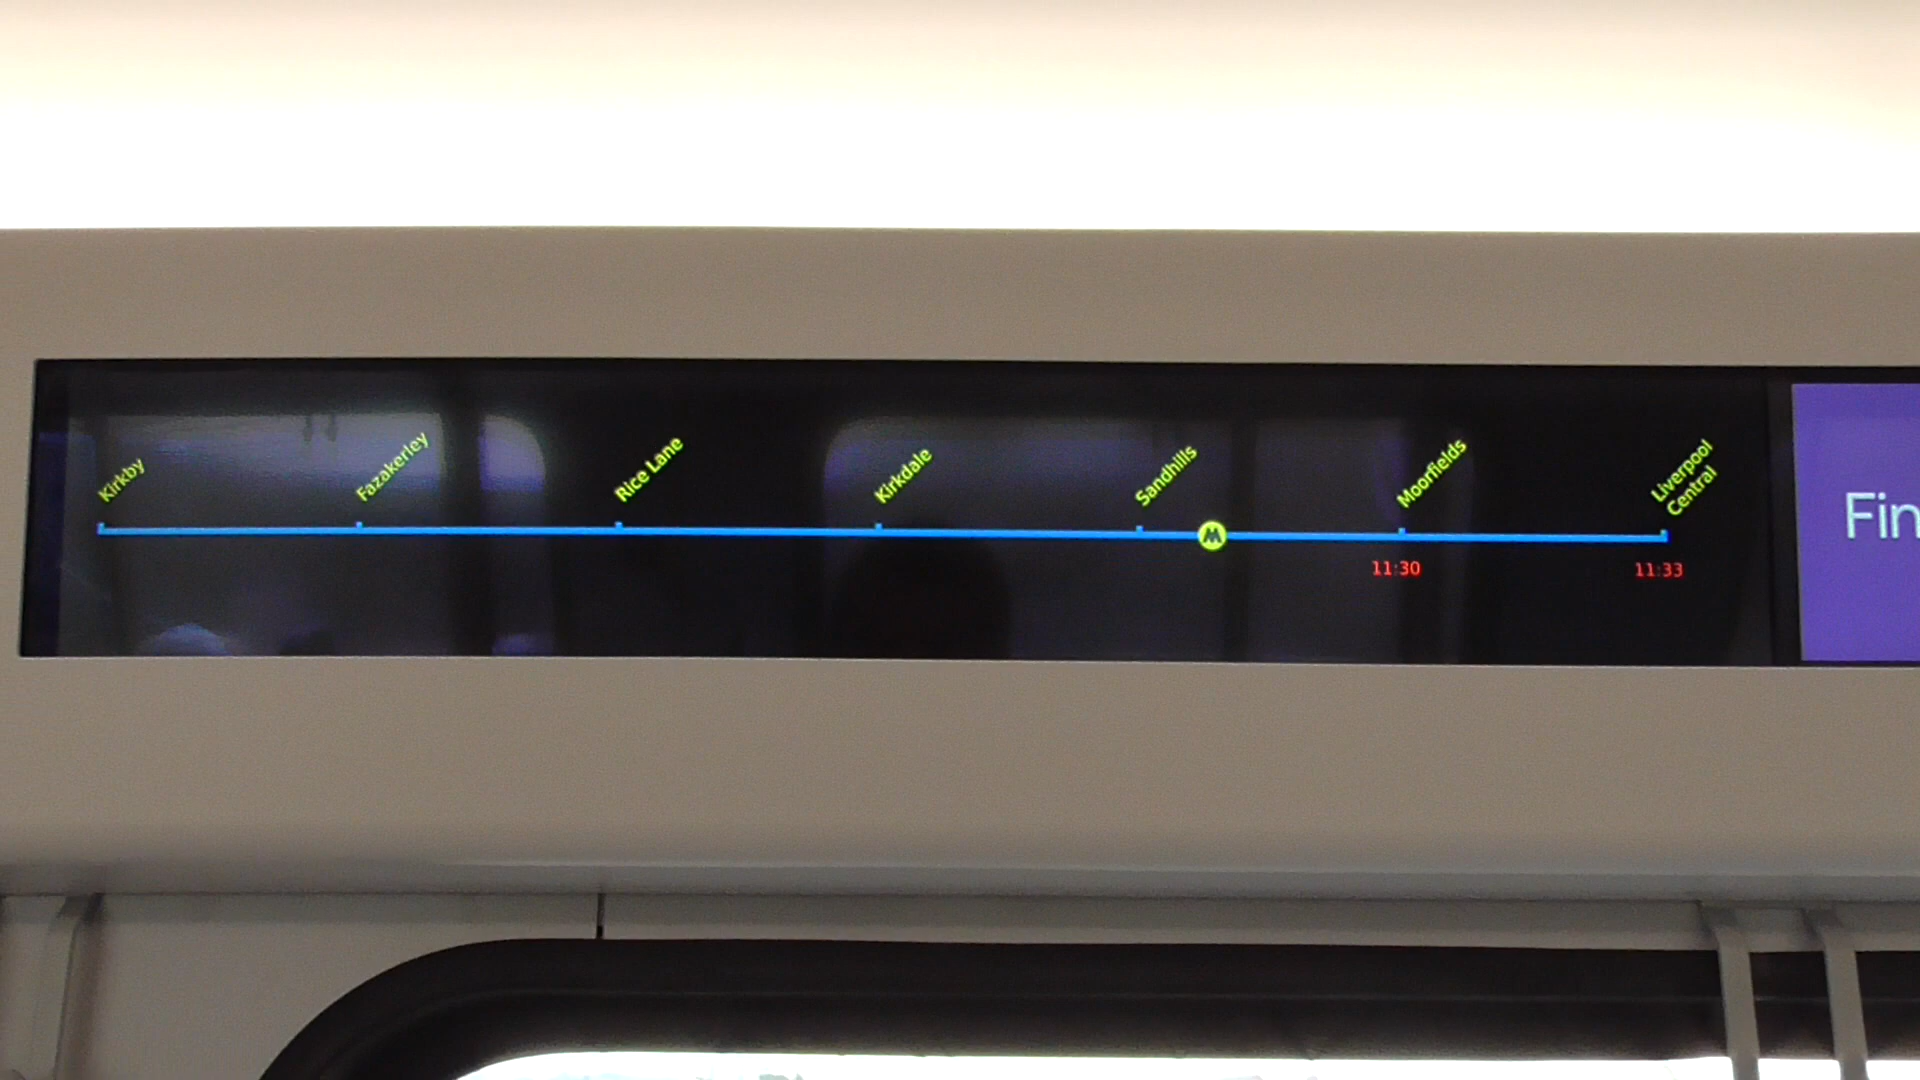 Kirkby
Fazakerley
Rice Lane
Kirkdale
Sandhills
M
Moorfields
Liverpool
Central
11:30
11:33
Fin